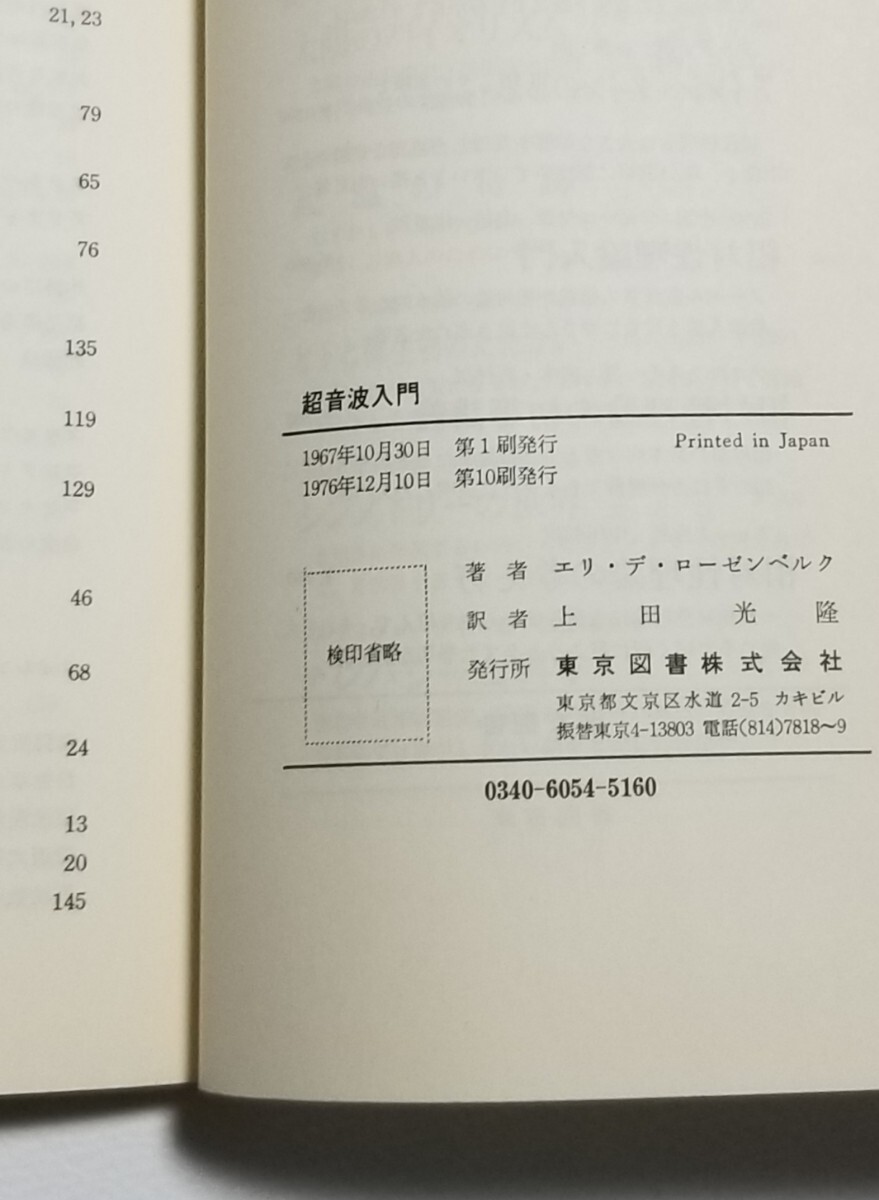 21, 23
79
65
76
135
119
129
46
68
24
13
20
145
超音波入門
1967年10月30日 第1刷発行 Printed in Japan
1976年12月10日 第10刷発行
検印省略
著者 エリ・デ・ローゼンベルク
訳者 上田光隆
発行所 東京図書株式会社
東京都文京区水道 2-5 カキビル
振替東京4-13803 電話(814)7818〜9
0340-6054-5160